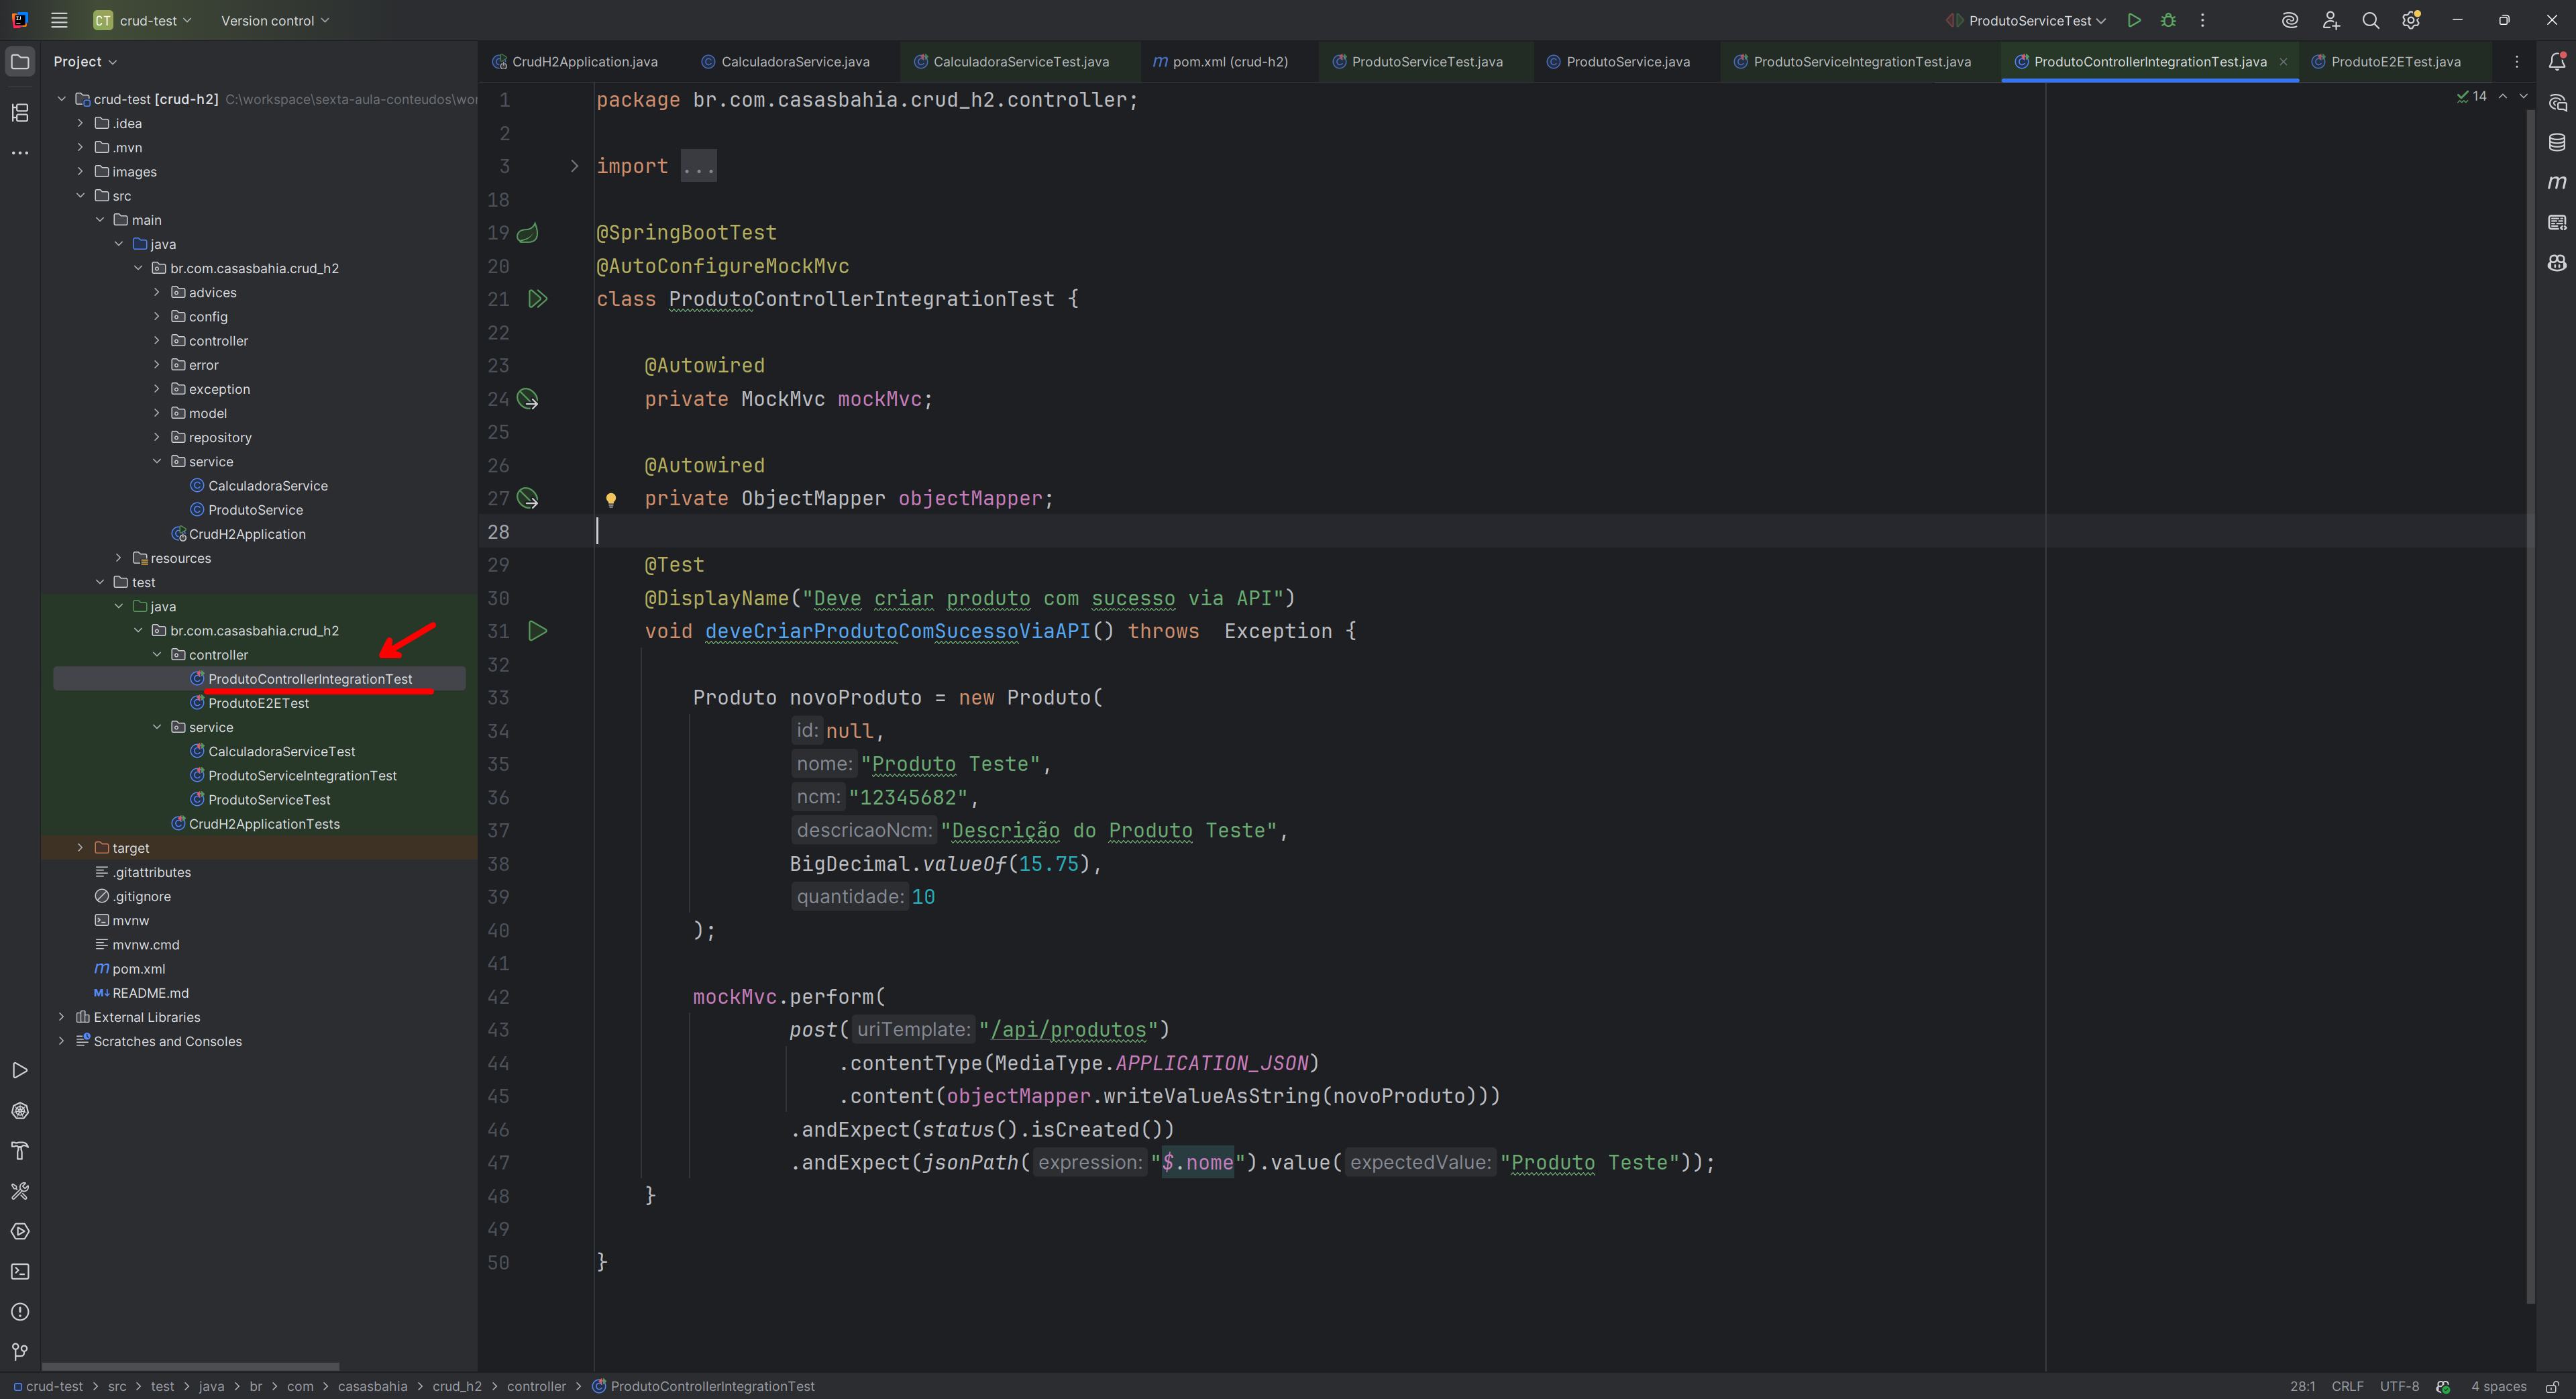 CT crud-test Version control ProdutoServiceTest
Project
CrudH2Application.java CalculadoraService.java CalculadoraServiceTest.java pom.xml (crud-h2) ProdutoServiceTest.java ProdutoService.java ProdutoServiceIntegrationTest.java ProdutoControllerIntegrationTest.java ProdutoE2ETest.java
crud-test [crud-h2] C:\workspace\sexta-aula-conteudos\wor
.idea
.mvn
images
src
main
java
br.com.casasbahia.crud_h2
advices
config
controller
error
exception
model
repository
service
CalculadoraService
ProdutoService
CrudH2Application
resources
test
java
br.com.casasbahia.crud_h2
controller
ProdutoControllerIntegrationTest
ProdutoE2ETest
service
CalculadoraServiceTest
ProdutoServiceIntegrationTest
ProdutoServiceTest
CrudH2ApplicationTests
target
.gitattributes
.gitignore
mvnw
mvnw.cmd
pom.xml
README.md
External Libraries
Scratches and Consoles
14
1 package br.com.casasbahia.crud_h2.controller;
2
3 import ...
18
19 @SpringBootTest
20 @AutoConfigureMockMvc
21 class ProdutoControllerIntegrationTest {
22
23 @Autowired
24 private MockMvc mockMvc;
25
26 @Autowired
27 private ObjectMapper objectMapper;
28
29 @Test
30 @DisplayName("Deve criar produto com sucesso via API")
31 void deveCriarProdutoComSucessoViaAPI() throws  Exception {
32
33 Produto novoProduto = new Produto(
34 id: null,
35 nome: "Produto Teste",
36 ncm: "12345682",
37 descricaoNcm: "Descrição do Produto Teste",
38 BigDecimal.valueOf(15.75),
39 quantidade: 10
40 );
41
42 mockMvc.perform(
43 post( uriTemplate: "/api/produtos")
44 .contentType(MediaType.APPLICATION_JSON)
45 .content(objectMapper.writeValueAsString(novoProduto)))
46 .andExpect(status().isCreated())
47 .andExpect(jsonPath( expression: "$.nome").value( expectedValue: "Produto Teste"));
48 }
49
50 }
crud-test > src > test > java > br > com > casasbahia > crud_h2 > controller > ProdutoControllerIntegrationTest 28:1 CRLF UTF-8 4 spaces